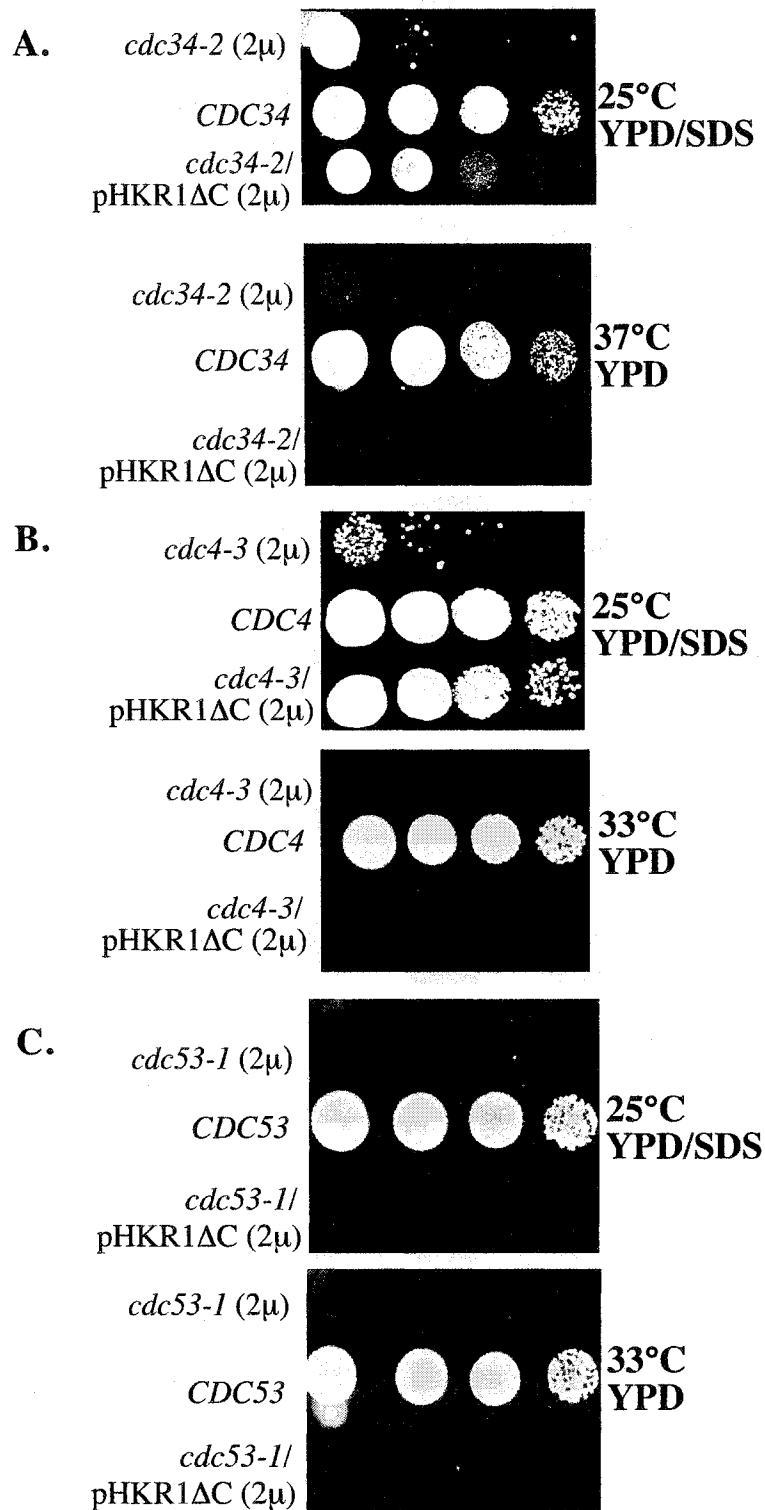 A.
cdc34-2 (2μ)
CDC34
cdc34-2/
pHKR1ΔC (2μ)
25°C
YPD/SDS
cdc34-2 (2μ)
CDC34
cdc34-2/
pHKR1ΔC (2μ)
37°C
YPD
B.
cdc4-3 (2μ)
CDC4
cdc4-3/
pHKR1ΔC (2μ)
25°C
YPD/SDS
cdc4-3 (2μ)
CDC4
cdc4-3/
pHKR1ΔC (2μ)
33°C
YPD
C.
cdc53-1 (2μ)
CDC53
cdc53-1/
pHKR1ΔC (2μ)
25°C
YPD/SDS
cdc53-1 (2μ)
CDC53
cdc53-1/
pHKR1ΔC (2μ)
33°C
YPD